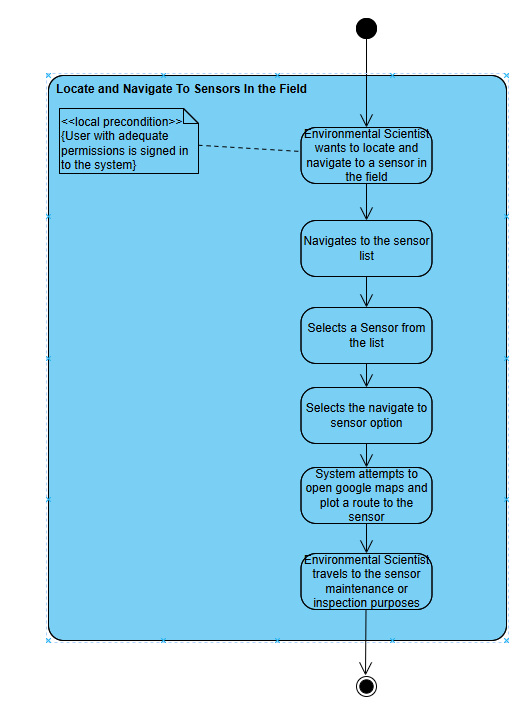 Locate and Navigate To Sensors In the Field
<<local precondition>>
{User with adequate
permissions is signed in
to the system}
Environmental Scientist
wants to locate and
navigate to a sensor in
the field
Navigates to the sensor
list
Selects a Sensor from
the list
Selects the navigate to
sensor option
System attempts to
open google maps and
plot a route to the
sensor
Environmental Scientist
travels to the sensor
maintenance or
inspection purposes